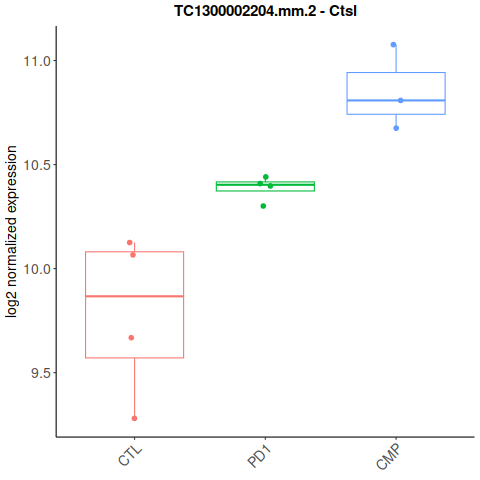 TC1300002204.mm.2 - Ctsl
log2 normalized expression
11.0
10.5
10.0
9.5
CTL
PD1
CMP